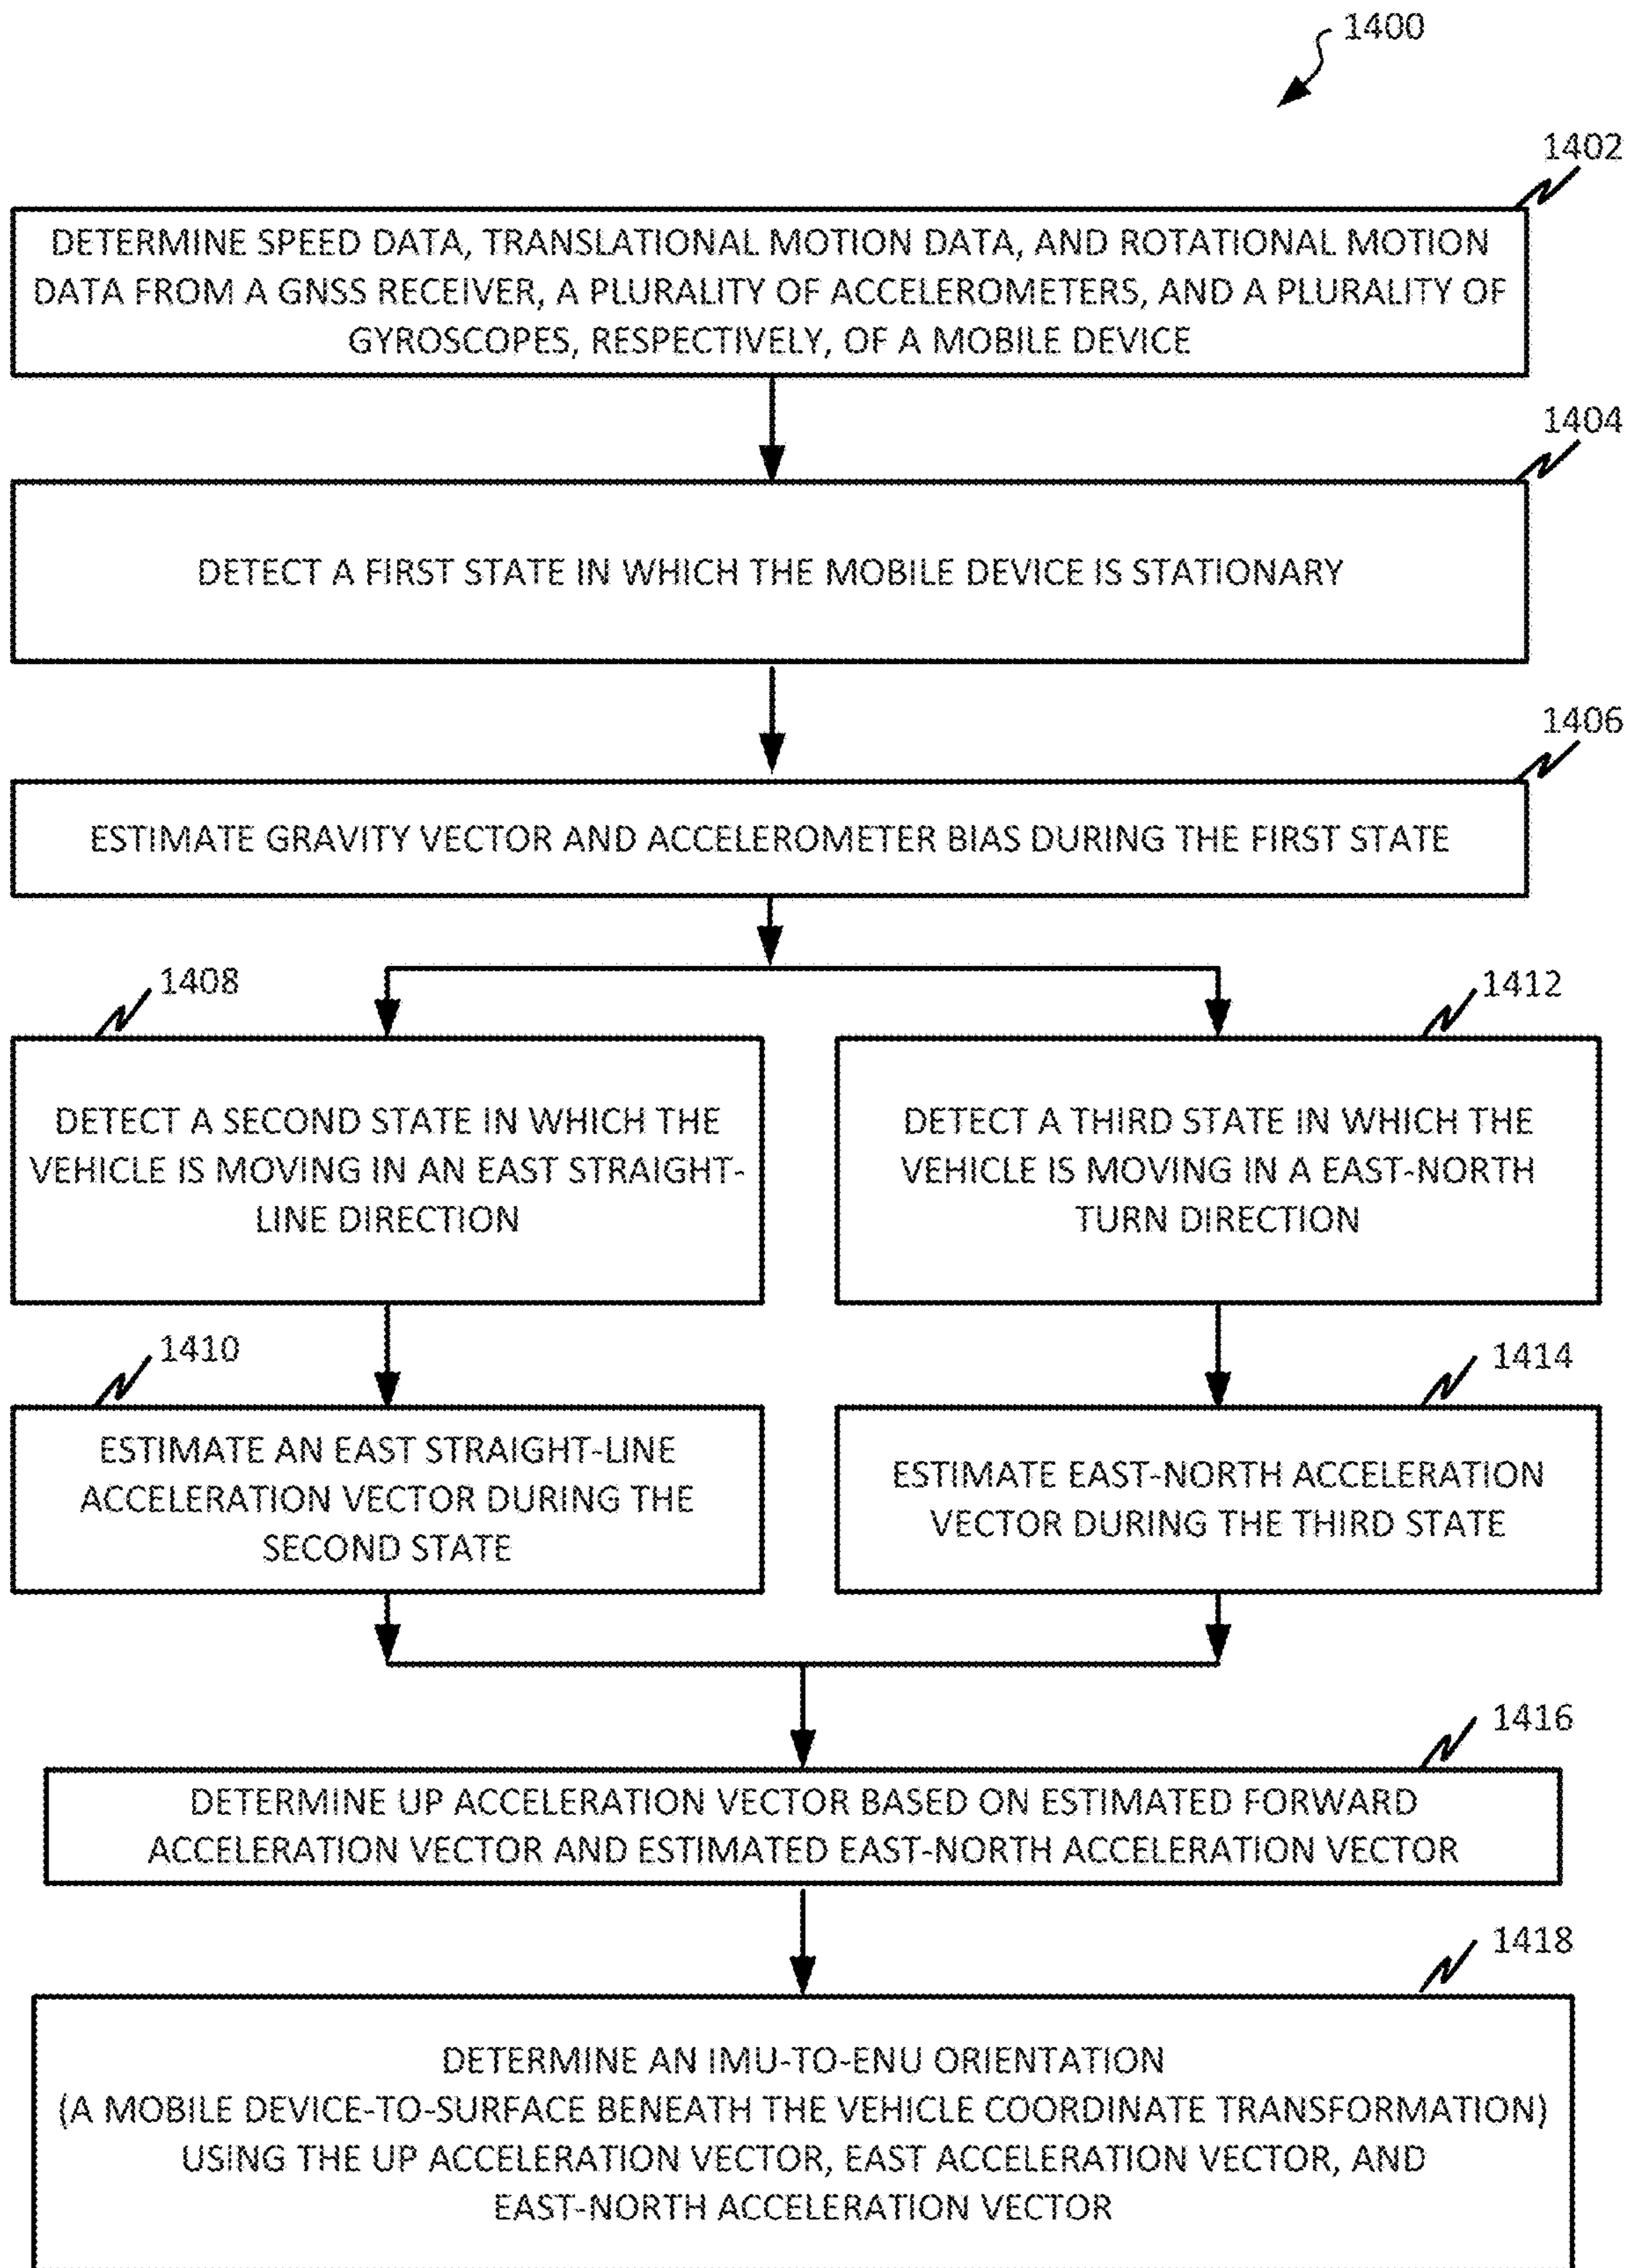 1400
1402
DETERMINE SPEED DATA, TRANSLATIONAL MOTION DATA, AND ROTATIONAL MOTION
DATA FROM A GNSS RECEIVER, A PLURALITY OF ACCELEROMETERS, AND A PLURALITY OF
GYROSCOPES, RESPECTIVELY, OF A MOBILE DEVICE
1404
DETECT A FIRST STATE IN WHICH THE MOBILE DEVICE IS STATIONARY
1406
ESTIMATE GRAVITY VECTOR AND ACCELEROMETER BIAS DURING THE FIRST STATE
1408
DETECT A SECOND STATE IN WHICH THE
VEHICLE IS MOVING IN AN EAST STRAIGHT-
LINE DIRECTION
1412
DETECT A THIRD STATE IN WHICH THE
VEHICLE IS MOVING IN A EAST-NORTH
TURN DIRECTION
1410
ESTIMATE AN EAST STRAIGHT-LINE
ACCELERATION VECTOR DURING THE
SECOND STATE
1414
ESTIMATE EAST-NORTH ACCELERATION
VECTOR DURING THE THIRD STATE
1416
DETERMINE UP ACCELERATION VECTOR BASED ON ESTIMATED FORWARD
ACCELERATION VECTOR AND ESTIMATED EAST-NORTH ACCELERATION VECTOR
1418
DETERMINE AN IMU-TO-ENU ORIENTATION
(A MOBILE DEVICE-TO-SURFACE BENEATH THE VEHICLE COORDINATE TRANSFORMATION)
USING THE UP ACCELERATION VECTOR, EAST ACCELERATION VECTOR, AND
EAST-NORTH ACCELERATION VECTOR